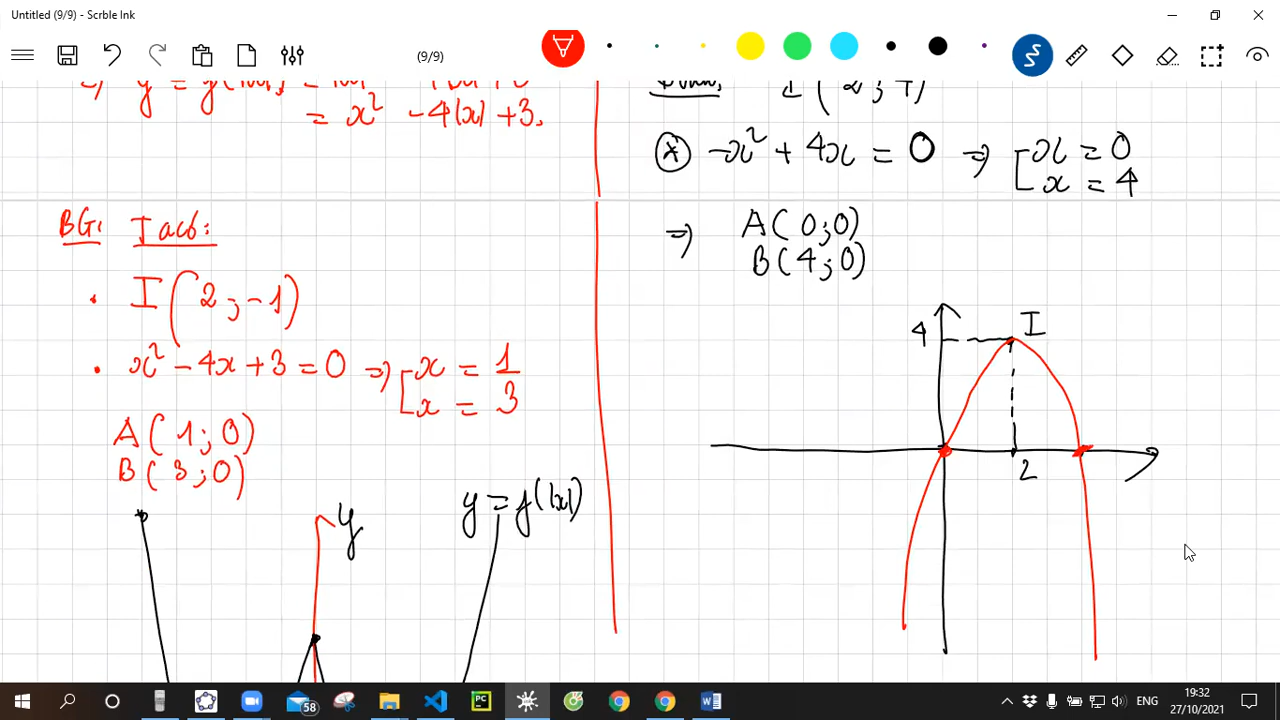 Untitled (9/9) - Scrble Ink
(9/9)
= x² - 4|x| + 3.
BG: Tacó:
• I(2; -1)
• x² - 4x + 3 = 0 => [x = 1
x = 3
A(1; 0)
B(3; 0)
y
y = f(|x|)
(*) -x² + 4x = 0 => [x = 0
x = 4
=> A(0; 0)
B(4; 0)
4
I
2
58
ENG
19:32
27/10/2021